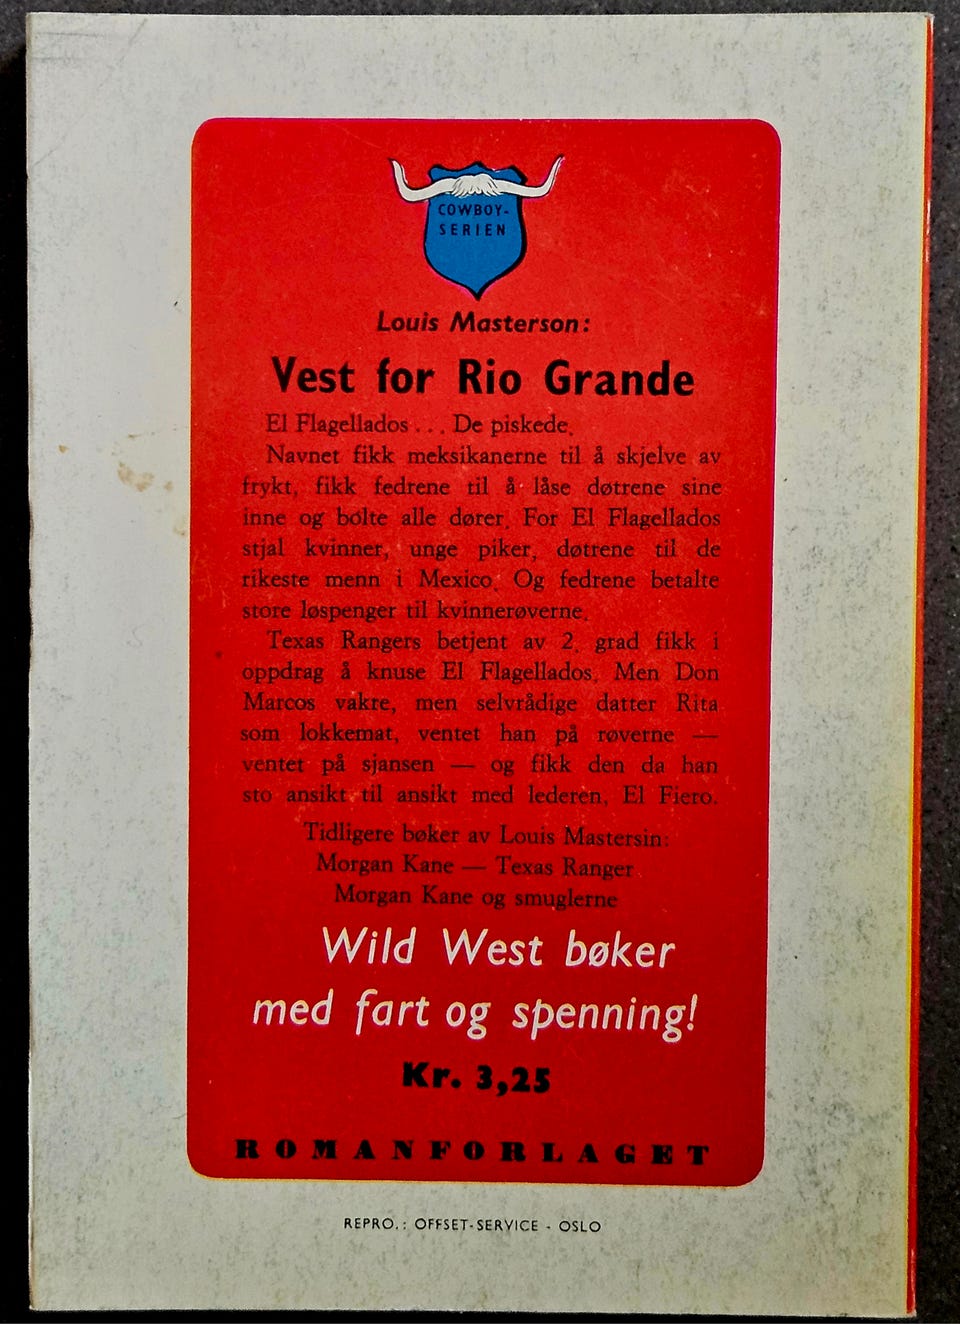 COWBOY-
SERIEN
Louis Masterson:
Vest for Rio Grande
El Flagellados . . . De piskede.
Navnet fikk meksikanerne til å skjelve av
frykt, fikk fedrene til å låse døtrene sine
inne og bolte alle dører. For El Flagellados
stjal kvinner, unge piker, døtrene til de
rikeste menn i Mexico. Og fedrene betalte
store løspenger til kvinnerøverne.
Texas Rangers betjent av 2. grad fikk i
oppdrag å knuse El Flagellados. Men Don
Marcos vakre, men selvrådige datter Rita
som lokkemat, ventet han på røverne —
ventet på sjansen — og fikk den da han
sto ansikt til ansikt med lederen, El Fiero.
Tidligere bøker av Louis Mastersin:
Morgan Kane — Texas Ranger
Morgan Kane og smuglerne
Wild West bøker
med fart og spenning!
Kr. 3,25
ROMANFORLAGET
REPRO.: OFFSET-SERVICE - OSLO